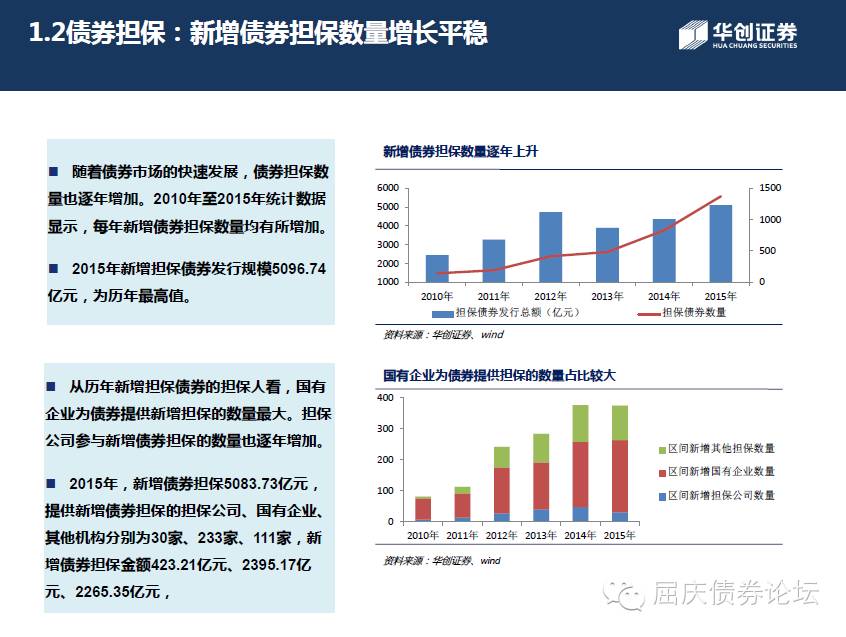 1.2债券担保：新增债券担保数量增长平稳
华创证券
HUA CHUANG SECURITIES
■ 随着债券市场的快速发展，债券担保数
量也逐年增加。2010年至2015年统计数据
显示，每年新增债券担保数量均有所增加。
■ 2015年新增担保债券发行规模5096.74
亿元，为历年最高值。
新增债券担保数量逐年上升
6000
5000
4000
3000
2000
1000
1500
1000
500
0
2010年 2011年 2012年 2013年 2014年 2015年
担保债券发行总额（亿元） 担保债券数量
资料来源：华创证券、wind
■ 从历年新增担保债券的担保人看，国有
企业为债券提供新增担保的数量最大。担保
公司参与新增债券担保的数量也逐年增加。
■ 2015年，新增债券担保5083.73亿元，
提供新增债券担保的担保公司、国有企业、
其他机构分别为30家、233家、111家，新
增债券担保金额423.21亿元、2395.17亿
元、2265.35亿元，
国有企业为债券提供担保的数量占比较大
400
300
200
100
0
2010年 2011年 2012年 2013年 2014年 2015年
区间新增其他担保数量
区间新增国有企业数量
区间新增担保公司数量
资料来源：华创证券、wind
屈庆债券论坛